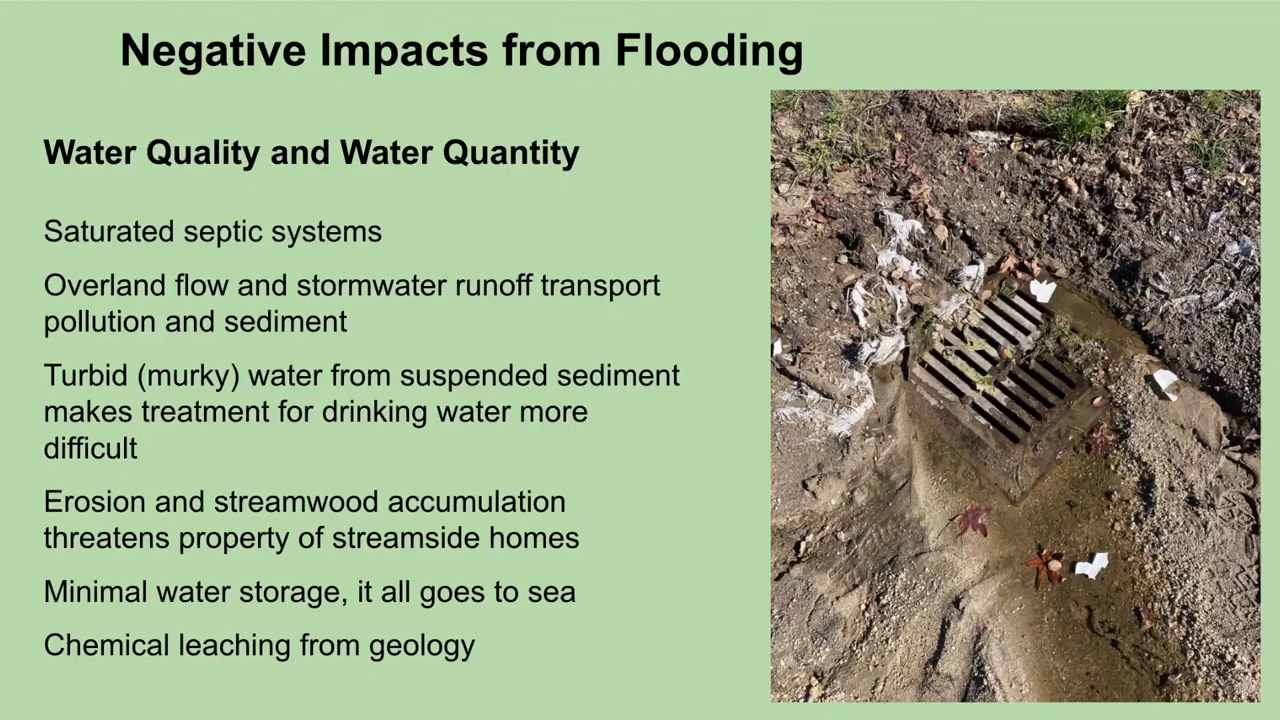 Negative Impacts from Flooding
Water Quality and Water Quantity
Saturated septic systems
Overland flow and stormwater runoff transport
pollution and sediment
Turbid (murky) water from suspended sediment
makes treatment for drinking water more
difficult
Erosion and streamwood accumulation
threatens property of streamside homes
Minimal water storage, it all goes to sea
Chemical leaching from geology